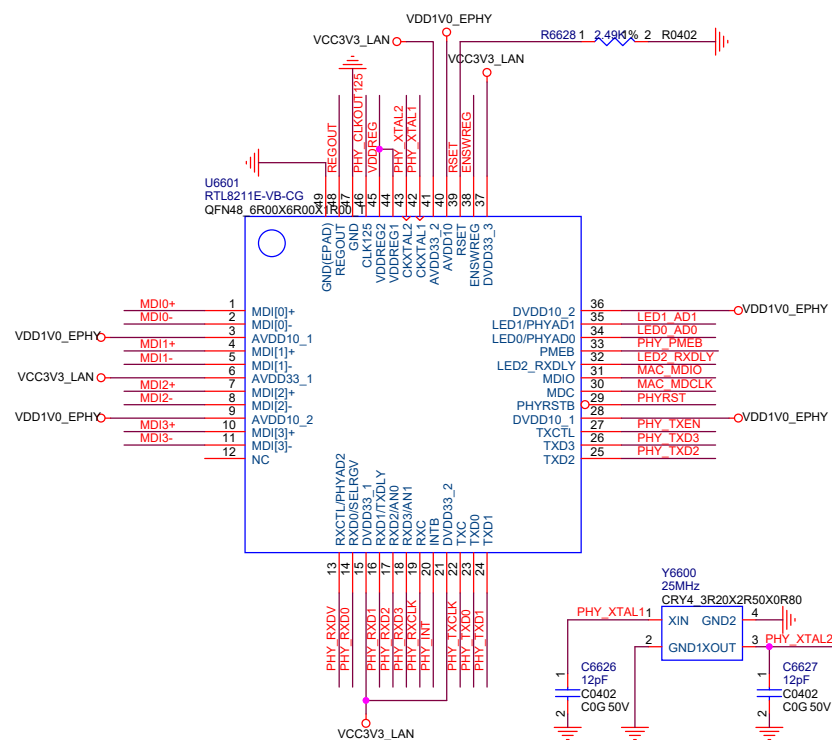 VDD1V0_EPHY
VCC3V3_LAN
R6628 1 2.49K 1% 2 R0402
VCC3V3_LAN
REGOUT
PHY_CLKOUT125
VDDREG
PHY_XTAL2
PHY_XTAL1
RSET
ENSWREG
U6601
RTL8211E-VB-CG
QFN48_6R00X6R00X1R00_T
49 48 47 46 45 44 43 42 41 40 39 38 37
GND(EPAD)
REGOUT
GND
CLK125
VDDREG2
VDDREG1
CKXTAL2
CKXTAL1
AVDD33_2
AVDD10
RSET
ENSWREG
DVDD33_3
MDI0+ 1 MDI[0]+
MDI0- 2 MDI[0]-
VDD1V0_EPHY 3 AVDD10_1
MDI1+ 4 MDI[1]+
MDI1- 5 MDI[1]-
VCC3V3_LAN 6 AVDD33_1
MDI2+ 7 MDI[2]+
MDI2- 8 MDI[2]-
VDD1V0_EPHY 9 AVDD10_2
MDI3+ 10 MDI[3]+
MDI3- 11 MDI[3]-
12 NC
DVDD10_2 36 VDD1V0_EPHY
LED1/PHYAD1 35 LED1_AD1
LED0/PHYAD0 34 LED0_AD0
PMEB 33 PHY_PMEB
LED2_RXDLY 32 LED2_RXDLY
MDIO 31 MAC_MDIO
MDC 30 MAC_MDCLK
PHYRSTB 29 PHYRST
DVDD10_1 28 VDD1V0_EPHY
TXCTL 27 PHY_TXEN
TXD3 26 PHY_TXD3
TXD2 25 PHY_TXD2
RXCTL/PHYAD2
RXD0/SELRGV
DVDD33_1
RXD1/TXDLY
RXD2/AN0
RXD3/AN1
RXC
INTB
DVDD33_2
TXC
TXD0
TXD1
13 14 15 16 17 18 19 20 21 22 23 24
PHY_RXDV
PHY_RXD0
PHY_RXD1
PHY_RXD2
PHY_RXD3
PHY_RXCLK
PHY_INT
PHY_TXCLK
PHY_TXD0
PHY_TXD1
VCC3V3_LAN
Y6600
25MHz
CRY4_3R20X2R50X0R80
PHY_XTAL1 1 XIN GND2 4
2 GND1 XOUT 3 PHY_XTAL2
1 C6626
12pF
C0402
2 C0G 50V
1 C6627
12pF
C0402
2 C0G 50V